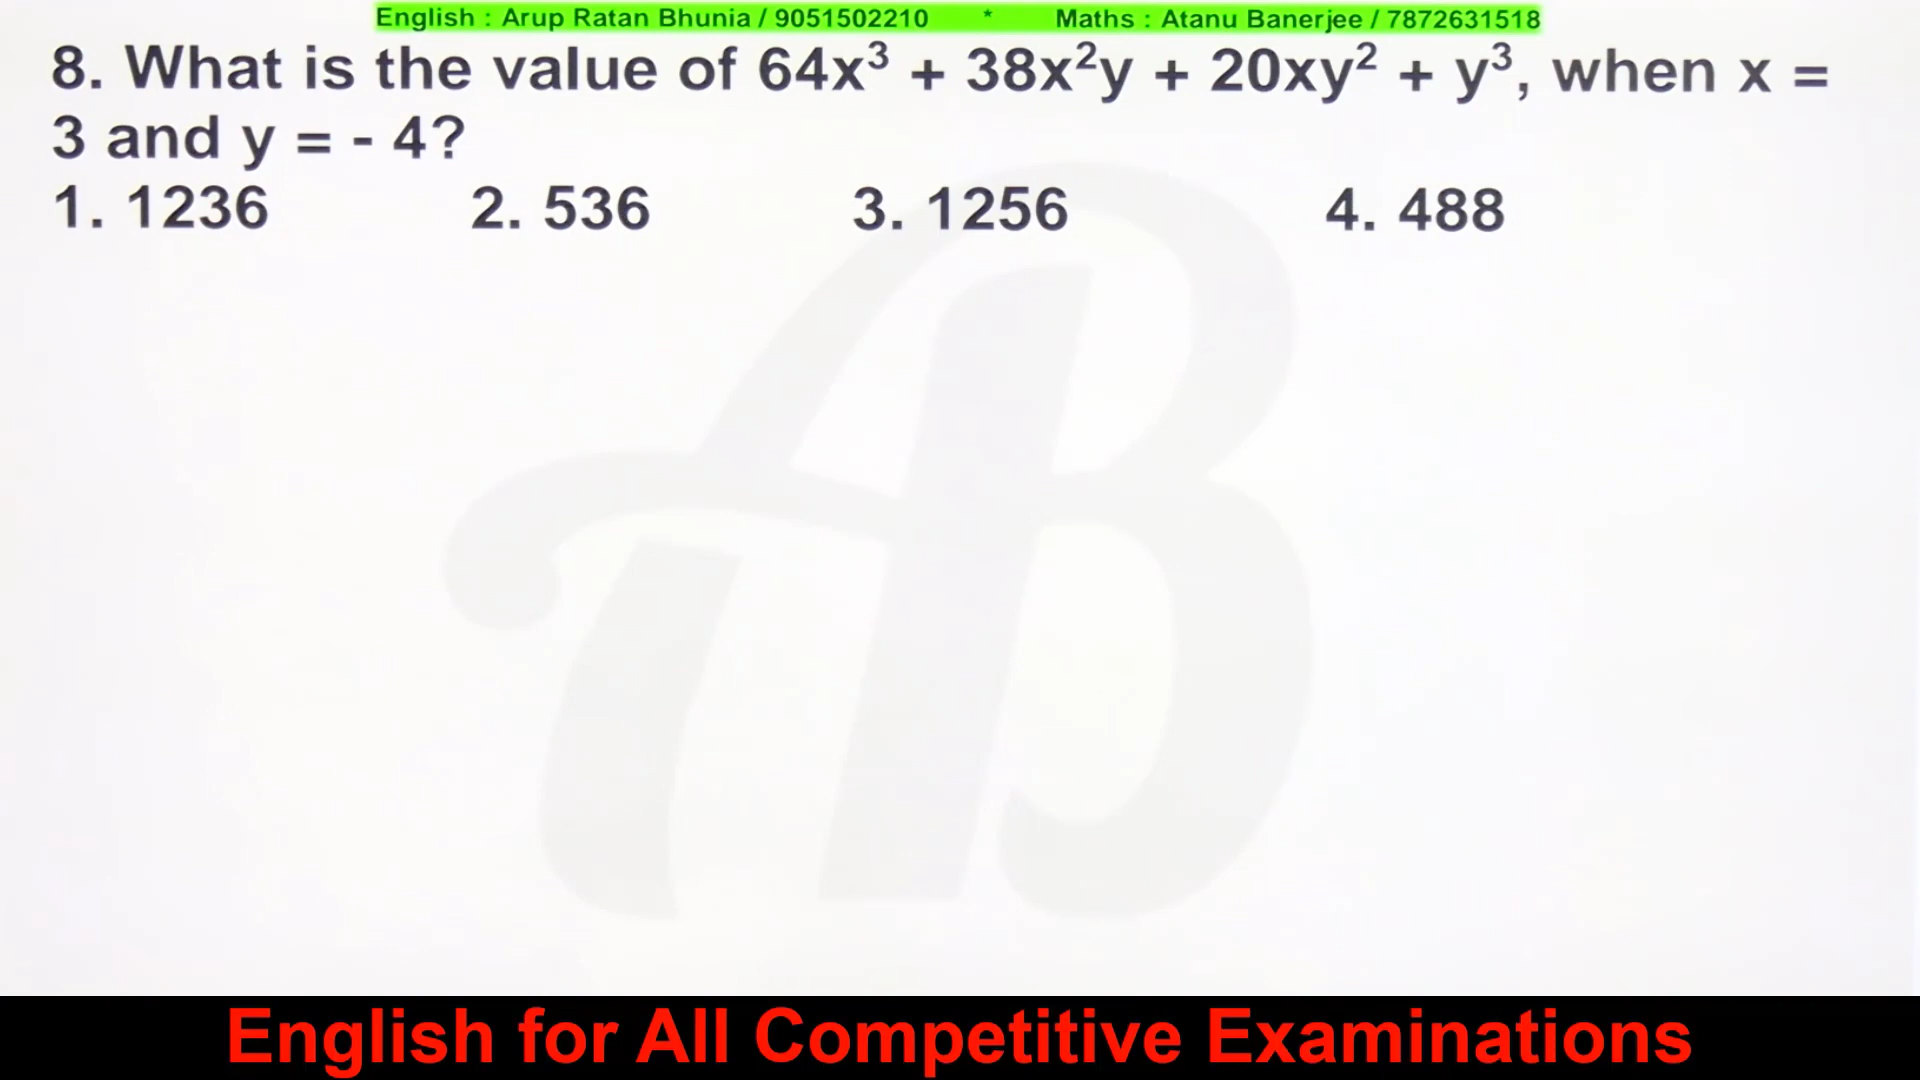 English : Arup Ratan Bhunia / 9051502210 * Maths : Atanu Banerjee / 7872631518
8. What is the value of 64x³ + 38x²y + 20xy² + y³, when x =
3 and y = - 4?
1. 1236 2. 536 3. 1256 4. 488
AB
English for All Competitive Examinations